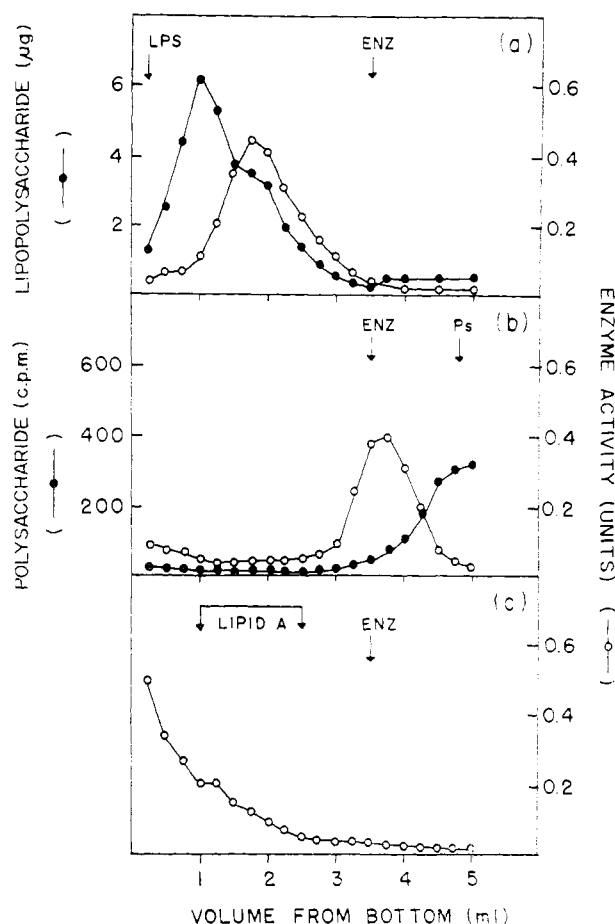 LPS
ENZ
(a)
6
4
2
0.6
0.4
0.2
LIPOPOLYSACCHARIDE (μg)
(—●—)
ENZ
Ps
(b)
600
400
200
0.6
0.4
0.2
POLYSACCHARIDE (c.p.m.)
(—●—)
ENZYME ACTIVITY (UNITS)
(—○—)
LIPID A
ENZ
(c)
0.6
0.4
0.2
1 2 3 4 5
VOLUME FROM BOTTOM (ml)